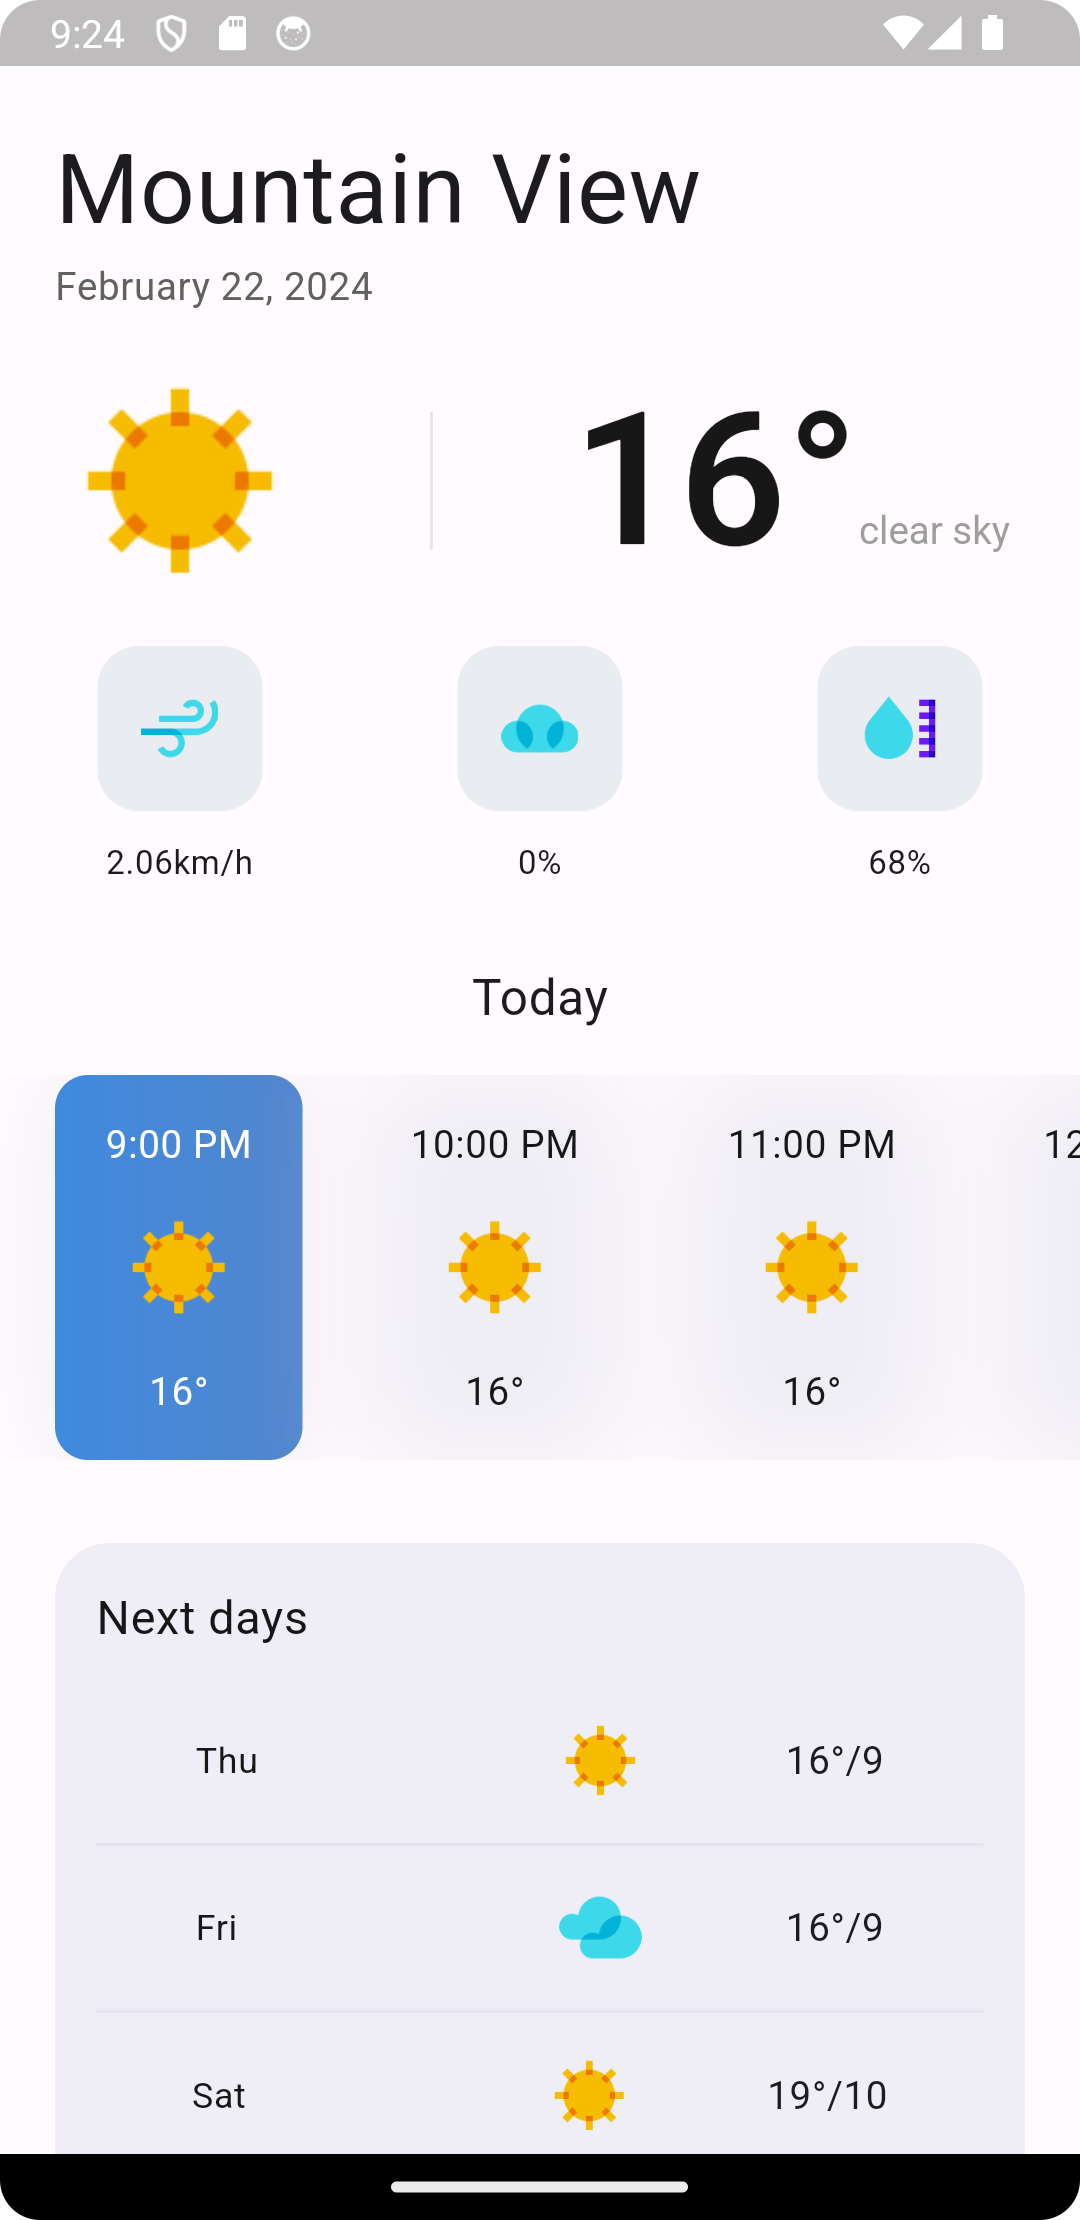 9:24
Mountain View
February 22, 2024
16°
clear sky
2.06km/h 0% 68%
Today
9:00 PM 10:00 PM 11:00 PM 12
16° 16° 16°
Next days
Thu 16°/9
Fri 16°/9
Sat 19°/10